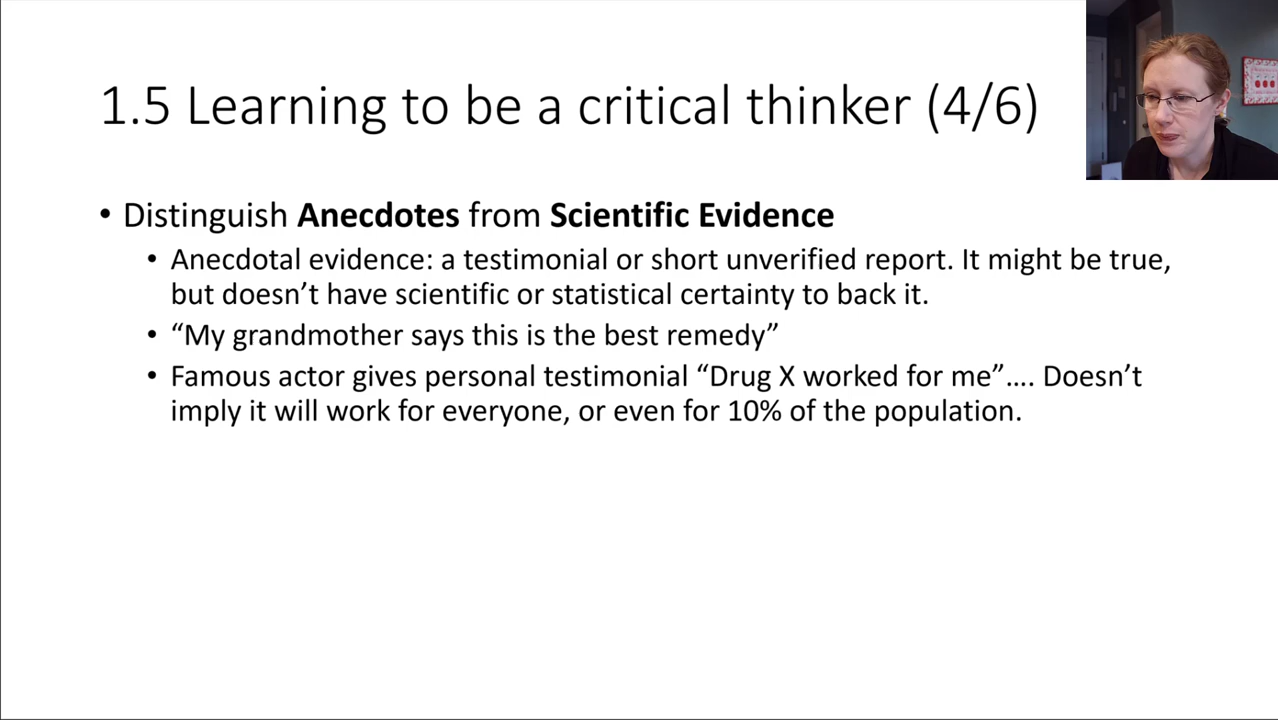 1.5 Learning to be a critical thinker (4/6)
• Distinguish Anecdotes from Scientific Evidence
• Anecdotal evidence: a testimonial or short unverified report. It might be true,
but doesn’t have scientific or statistical certainty to back it.
• “My grandmother says this is the best remedy”
• Famous actor gives personal testimonial “Drug X worked for me”…. Doesn’t
imply it will work for everyone, or even for 10% of the population.